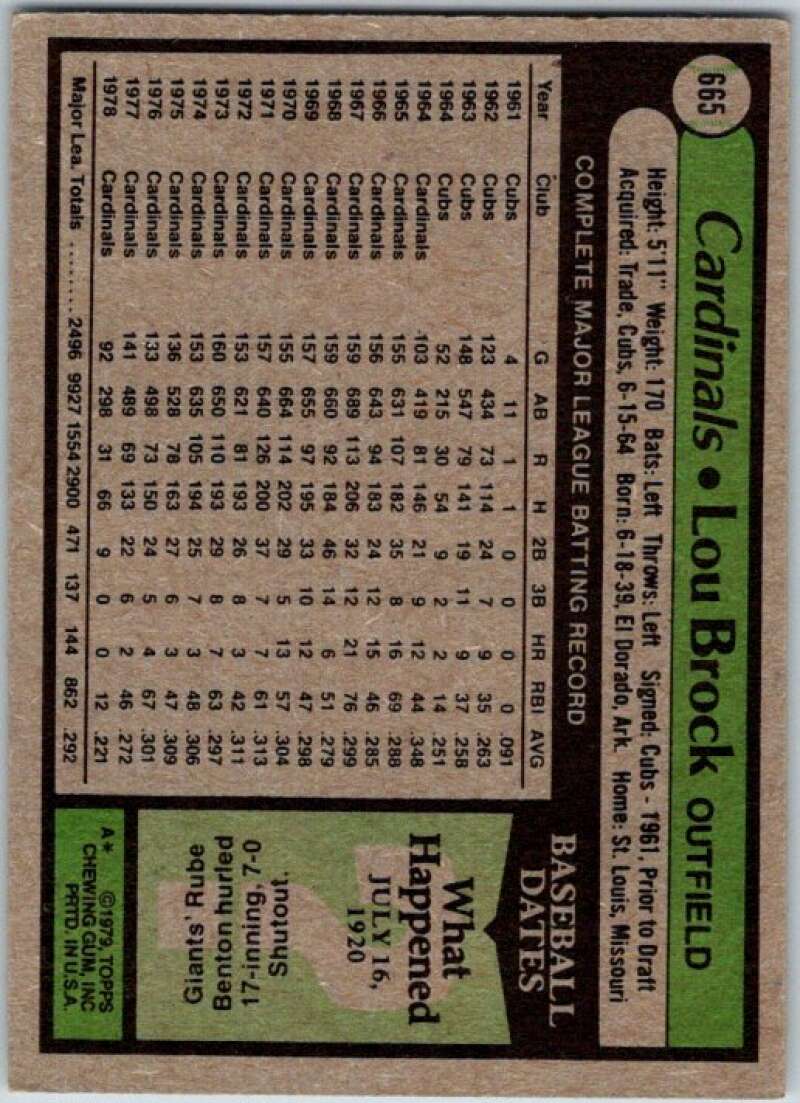 665
Cardinals • Lou Brock OUTFIELD
Height: 5'11" Weight: 170 Bats: Left Throws: Left Signed: Cubs - 1961, Prior to Draft
Acquired: Trade, Cubs, 6-15-64 Born: 6-18-39, El Dorado, Ark. Home: St. Louis, Missouri
COMPLETE MAJOR LEAGUE BATTING RECORD
Year Club G AB R H 2B 3B HR RBI AVG
1961 Cubs 4 11 1 1 0 0 0 0 .091
1962 Cubs 123 434 73 114 24 7 9 35 .263
1963 Cubs 148 547 79 141 19 11 9 37 .258
1964 Cubs 52 215 30 54 9 2 2 14 .251
1964 Cardinals 103 419 81 146 21 9 12 44 .348
1965 Cardinals 155 631 107 182 35 8 16 69 .288
1966 Cardinals 156 643 94 183 24 12 15 46 .285
1967 Cardinals 159 689 113 206 32 12 21 76 .299
1968 Cardinals 159 660 92 184 46 14 6 51 .279
1969 Cardinals 157 655 97 195 33 10 12 47 .298
1970 Cardinals 155 664 114 202 29 5 13 57 .304
1971 Cardinals 157 640 126 200 37 7 7 61 .313
1972 Cardinals 153 621 81 193 26 8 3 42 .311
1973 Cardinals 160 650 110 193 29 8 7 63 .297
1974 Cardinals 153 635 105 194 25 7 3 48 .306
1975 Cardinals 136 528 78 163 27 6 3 47 .309
1976 Cardinals 133 498 73 150 24 5 4 67 .301
1977 Cardinals 141 489 69 133 22 6 2 46 .272
1978 Cardinals 92 298 31 66 9 0 0 12 .221
Major Lea. Totals ........ 2496 9927 1554 2900 471 137 144 862 .292
BASEBALL
DATES
What
Happened
JULY 16,
1920
Giants, Rube
Benton hurled
17-inning, 7-0
Shutout.
A* ©1979, TOPPS
CHEWING GUM, INC
PRTD. IN U.S.A.